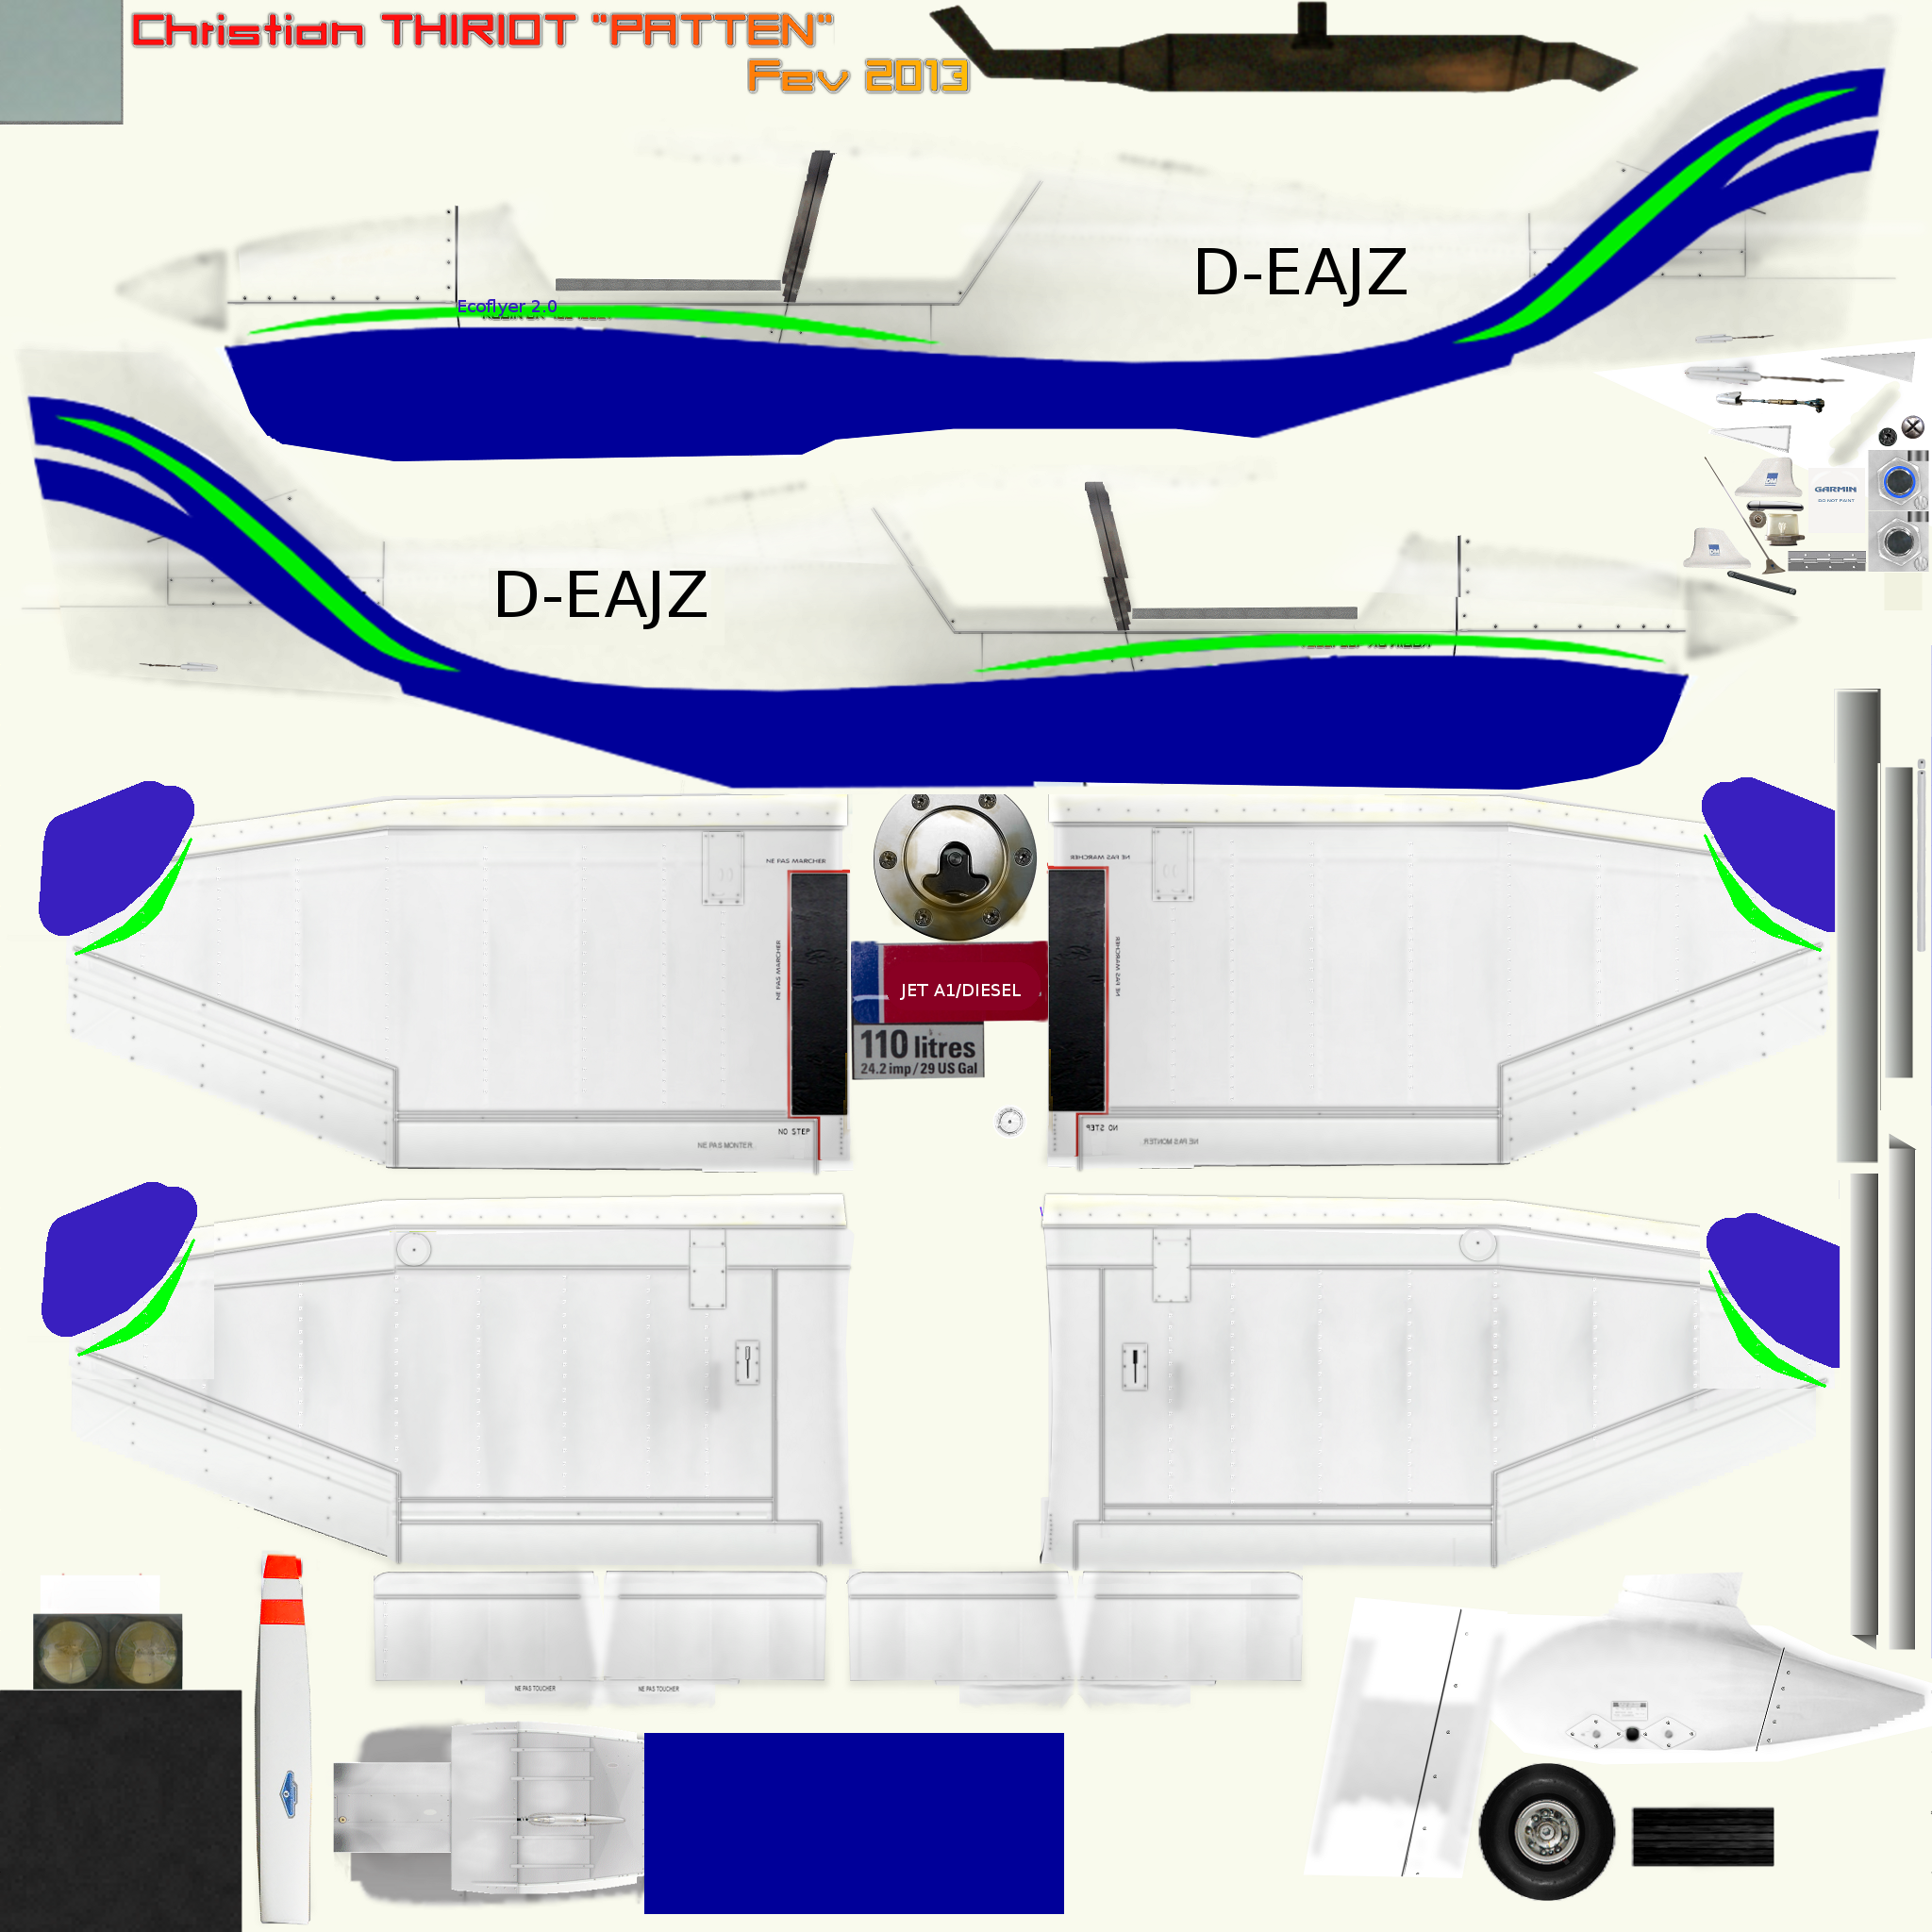 Christian THIRIOT "PATTEN"
Fev 2013
D-EAJZ
Ecoflyer 2.0
GARMIN
DO NOT PAINT
D-EAJZ
NE PAS MARCHER
NE PAS MARCHER
NE PAS MARCHER
NE PAS MARCHER
JET A1/DIESEL
110 litres
24.2 imp/29 US Gal
NO STEP
NO STEP
NE PAS MONTER.
NE PAS MONTER.
NE PAS TOUCHER
NE PAS TOUCHER